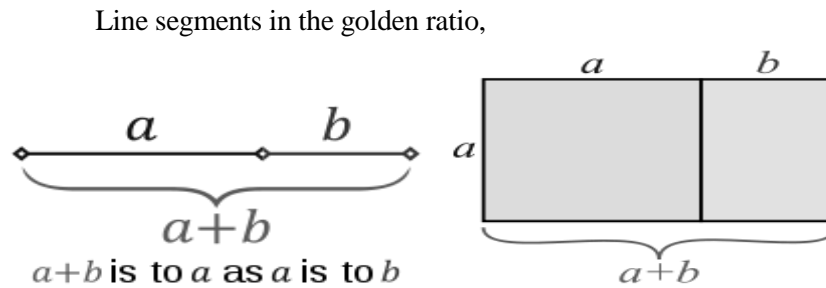 Line segments in the golden ratio,
a b
a+b
a+b is to a as a is to b
a b
a
a+b